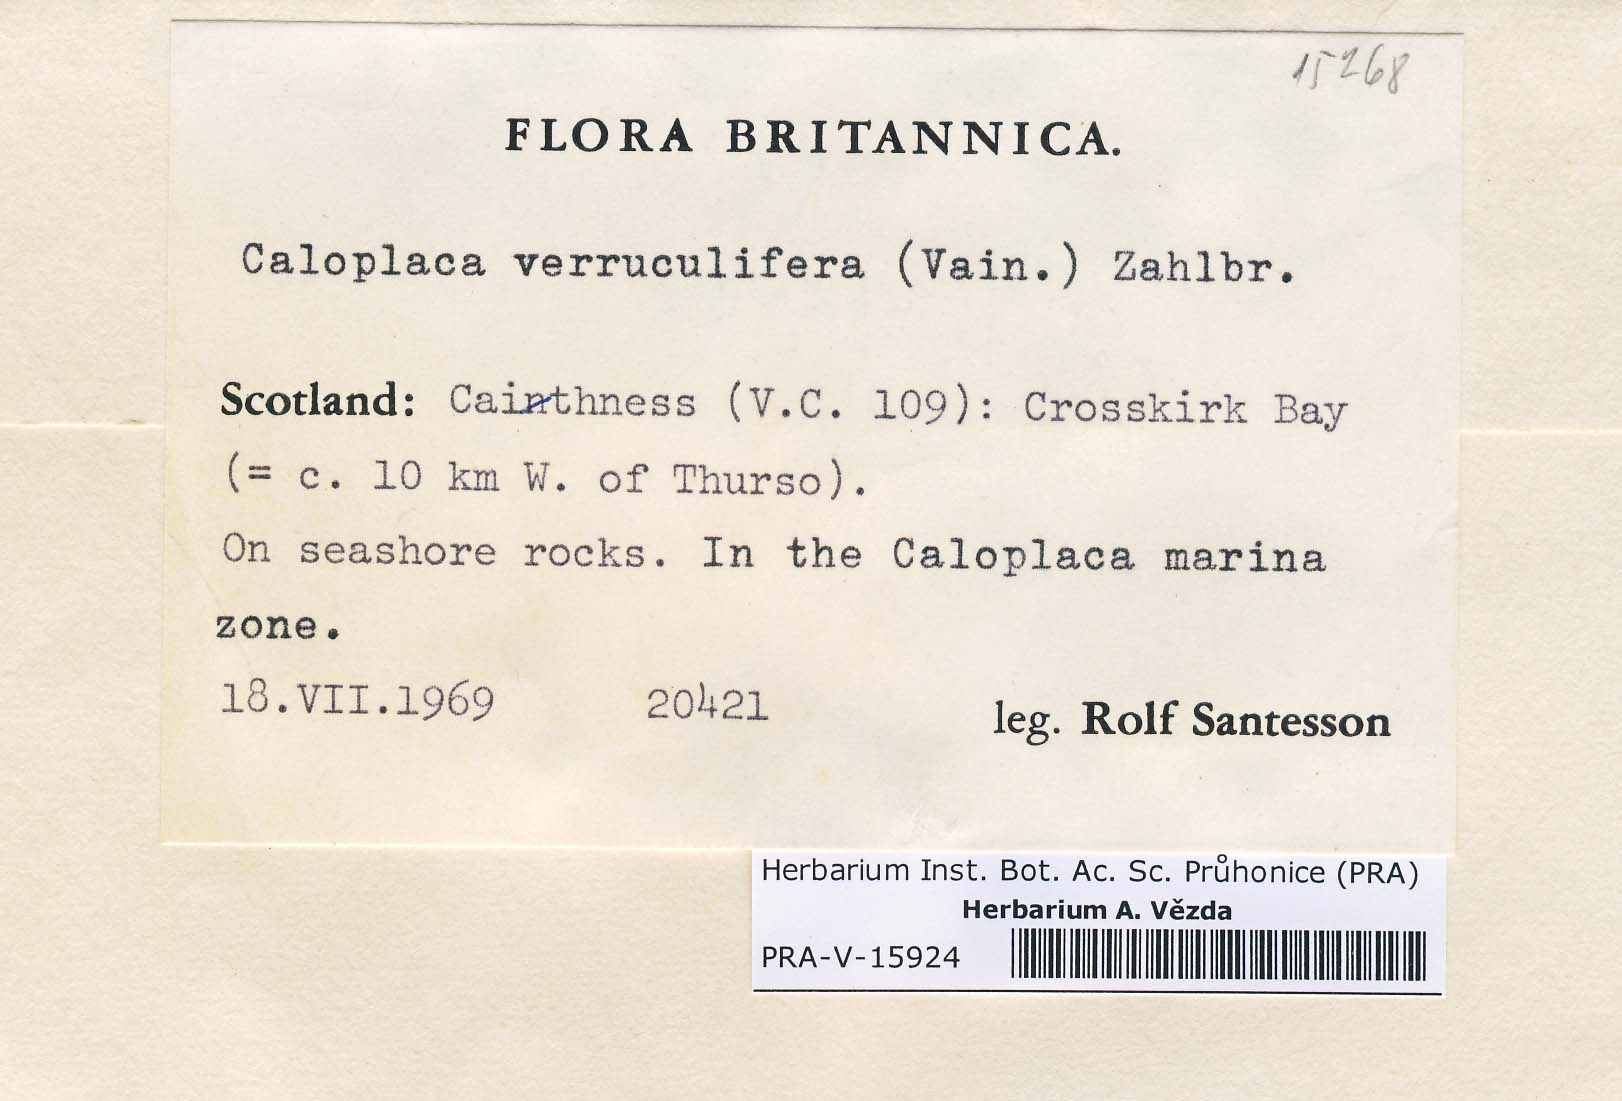 15268
FLORA BRITANNICA.
Caloplaca verruculifera (Vain.) Zahlbr.
Scotland: Cainthness (V.C. 109): Crosskirk Bay
(= c. 10 km W. of Thurso).
On seashore rocks. In the Caloplaca marina
zone.
18.VII.1969 20421 leg. Rolf Santesson
Herbarium Inst. Bot. Ac. Sc. Průhonice (PRA)
Herbarium A. Vězda
PRA-V-15924